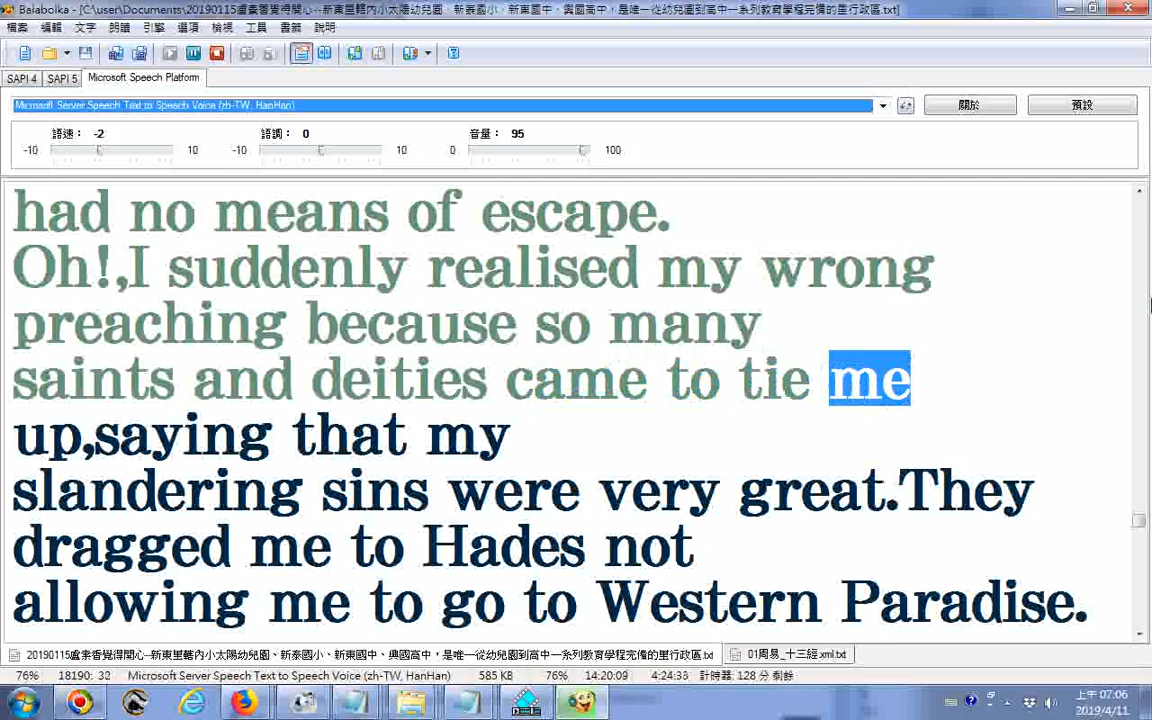 Balabolka - [C:\user\Documents\20190115盧素香覺得開心--新東里轄內小太陽幼兒園、新泰國小、新東國中、興國高中，是唯一從幼兒園到高中一系列教育學程完備的里行政區.txt]
檔案 編輯 文字 朗讀 引擎 選項 檢視 工具 書籤 說明
SAPI 4 SAPI 5 Microsoft Speech Platform
Microsoft Server Speech Text to Speech Voice (zh-TW, HanHan) 關於 預設
語速： -2 語調： 0 音量： 95
-10 10 -10 10 0 100
had no means of escape.
Oh!,I suddenly realised my wrong
preaching because so many
saints and deities came to tie me
up,saying that my
slandering sins were very great.They
dragged me to Hades not
allowing me to go to Western Paradise.
20190115盧素香覺得開心--新東里轄內小太陽幼兒園、新泰國小、新東國中、興國高中，是唯一從幼兒園到高中一系列教育學程完備的里行政區.txt 01周易_十三經.xml.txt
76% 18190: 32 Microsoft Server Speech Text to Speech Voice (zh-TW, HanHan) 585 KB 76% 14:20:09 4:24:33 計時器: 128 分 剩餘
上午 07:06
2019/4/11